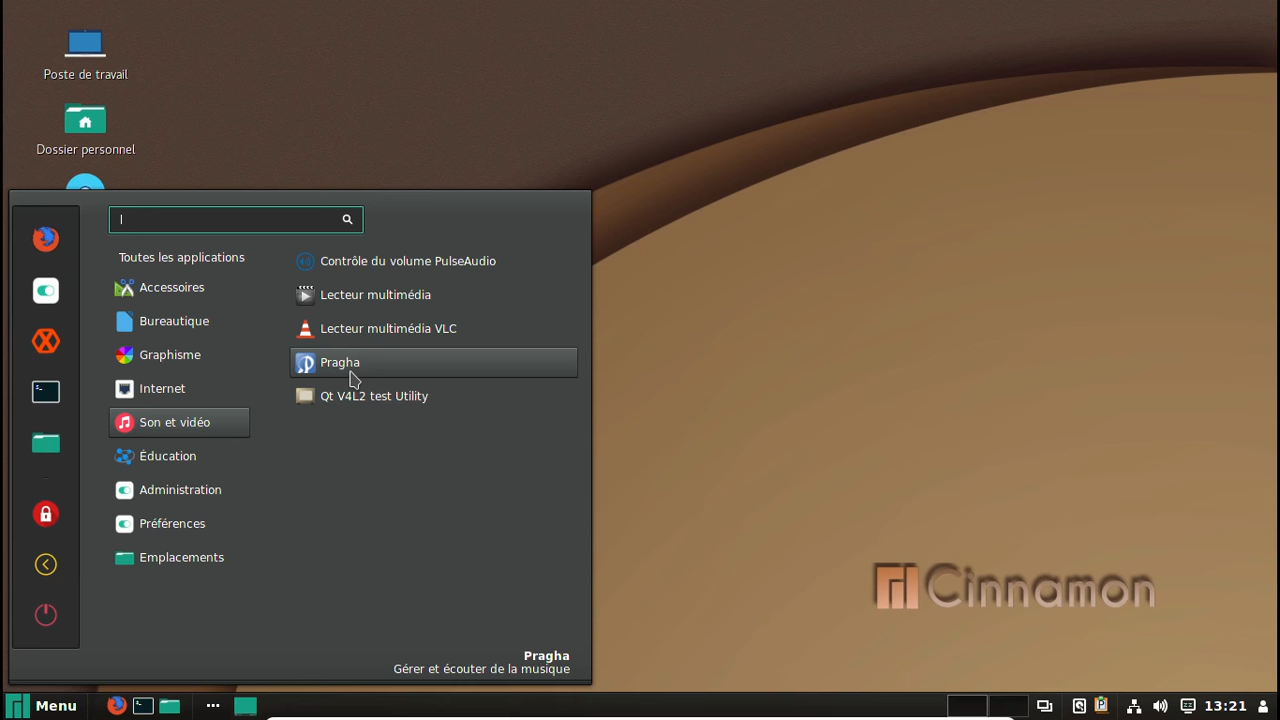 Poste de travail
Dossier personnel
Toutes les applications
Accessoires
Bureautique
Graphisme
Internet
Son et vidéo
Éducation
Administration
Préférences
Emplacements
Contrôle du volume PulseAudio
Lecteur multimédia
Lecteur multimédia VLC
Pragha
Qt V4L2 test Utility
Pragha
Gérer et écouter de la musique
Cinnamon
Menu
13:21